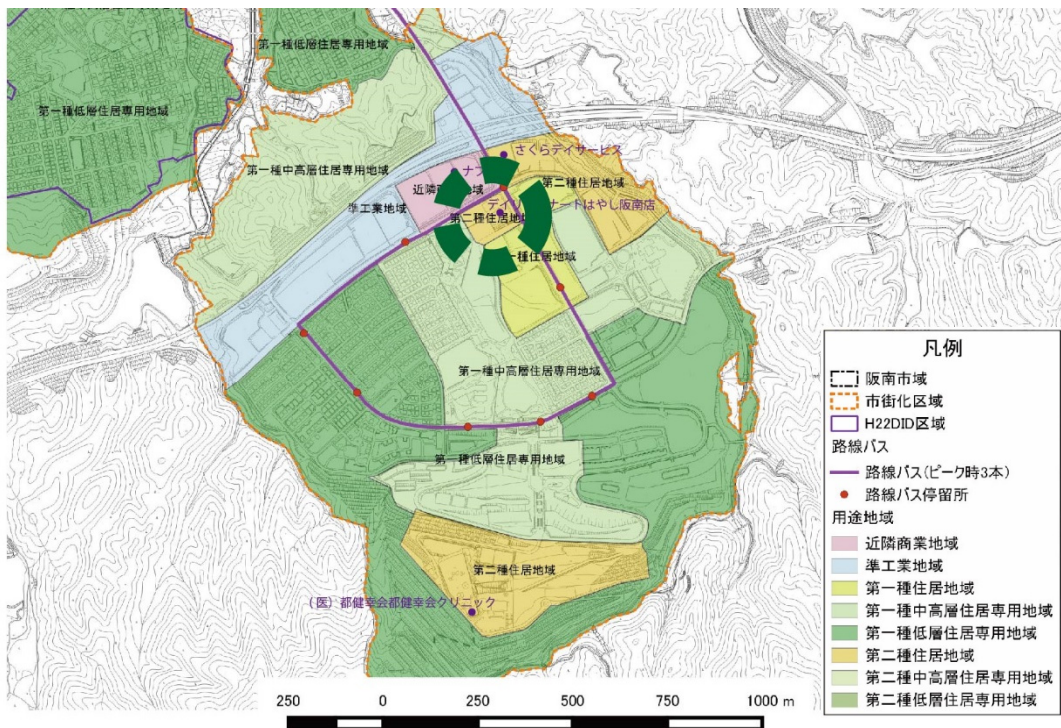 第一種低層住居専用地域
第一種低層住居専用地域
第一種中高層住居専用地域
さくらデイサービス
ナフ
近隣商業地域
第二種住居地域
準工業地域
第二種住居地域
はやし阪南店
一種住居地域
第一種中高層住居専用地域
第一種低層住居専用地域
第二種住居地域
(医)都健幸会都健幸会クリニック
凡例
阪南市域
市街化区域
H22DID区域
路線バス
路線バス(ピーク時3本)
路線バス停留所
用途地域
近隣商業地域
準工業地域
第一種住居地域
第一種中高層住居専用地域
第一種低層住居専用地域
第二種住居地域
第二種中高層住居専用地域
第二種低層住居専用地域
250 0 250 500 750 1000 m